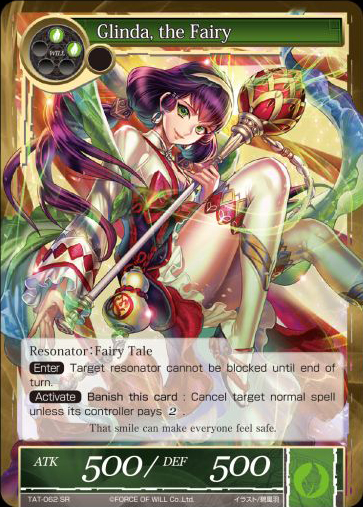 Glinda, the Fairy
WILL
Resonator: Fairy Tale
Enter Target resonator cannot be blocked until end of
turn.
Activate Banish this card : Cancel target normal spell
unless its controller pays 2 .
That smile can make everyone feel safe.
ATK 500/ DEF 500
TAT-062 SR ©FORCE OF WILL Co.,Ltd. イラスト/